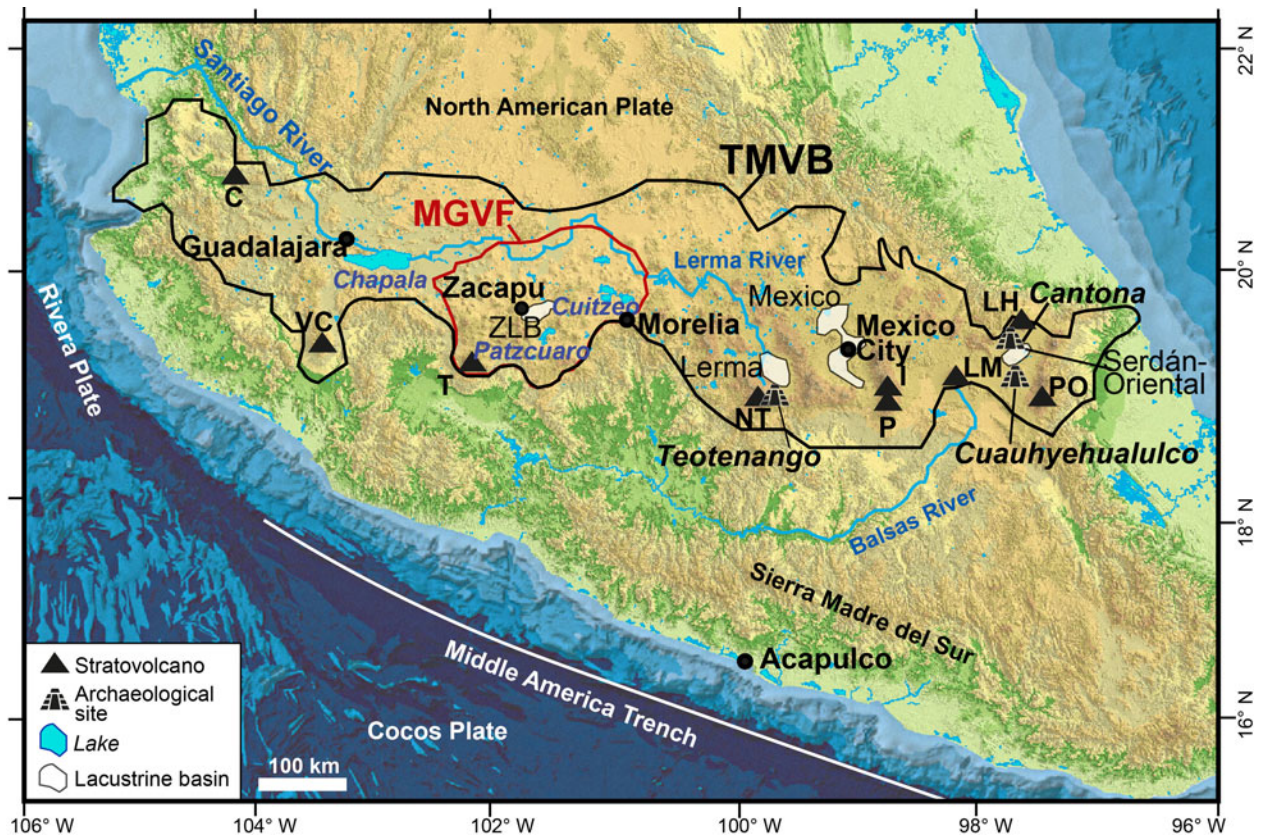 North American Plate
Santiago River
TMVB
22° N
C
MGVF
Guadalajara
Chapala
Lerma River
20° N
Zacapu
Cuitzeo
Mexico
LH
Cantona
Rivera Plate
VC
ZLB
Morelia
Mexico
City
Patzcuaro
T
Lerma
I
LM
Serdán-
Oriental
PO
NT
P
Teotenango
Cuauhyehualulco
Balsas River
18° N
Sierra Madre del Sur
Acapulco
Middle America Trench
Cocos Plate
16° N
Stratovolcano
Archaeological
site
Lake
Lacustrine basin
100 km
106° W
104° W
102° W
100° W
98° W
96° W